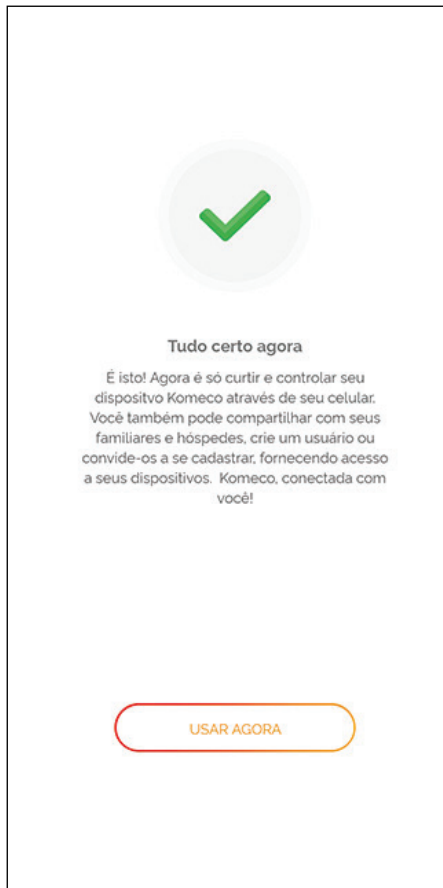 Tudo certo agora
É isto! Agora é só curtir e controlar seu
dispositvo Komeco através de seu celular.
Você também pode compartilhar com seus
familiares e hóspedes, crie um usuário ou
convide-os a se cadastrar, fornecendo acesso
a seus dispositivos. Komeco, conectada com
você!
USAR AGORA